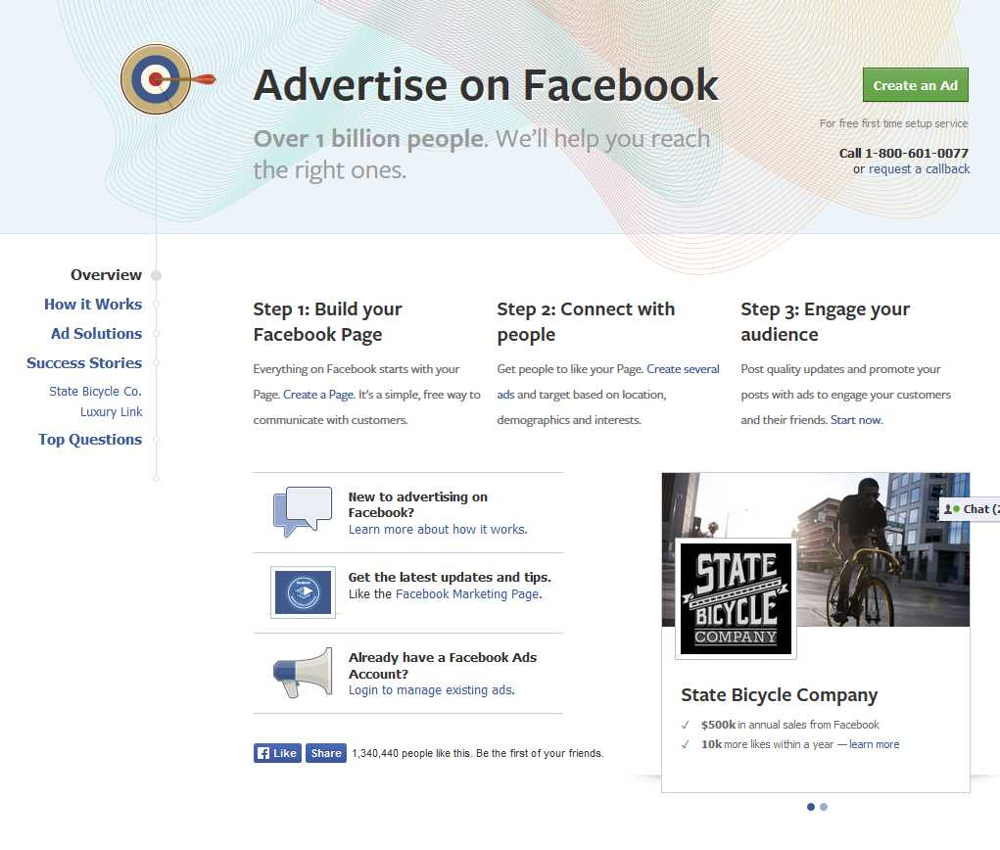 Advertise on Facebook
Over 1 billion people. We'll help you reach
the right ones.
Create an Ad
For free first time setup service
Call 1-800-601-0077
or request a callback
Overview
How it Works
Ad Solutions
Success Stories
State Bicycle Co.
Luxury Link
Top Questions
Step 1: Build your
Facebook Page
Everything on Facebook starts with your
Page. Create a Page. It's a simple, free way to
communicate with customers.
Step 2: Connect with
people
Get people to like your Page. Create several
ads and target based on location,
demographics and interests.
Step 3: Engage your
audience
Post quality updates and promote your
posts with ads to engage your customers
and their friends. Start now.
New to advertising on
Facebook?
Learn more about how it works.
Get the latest updates and tips.
Like the Facebook Marketing Page.
Already have a Facebook Ads
Account?
Login to manage existing ads.
Like
Share
1,340,440 people like this. Be the first of your friends.
Chat (2
STATE
BICYCLE
COMPANY
State Bicycle Company
✓ $500k in annual sales from Facebook
✓ 10k more likes within a year — learn more